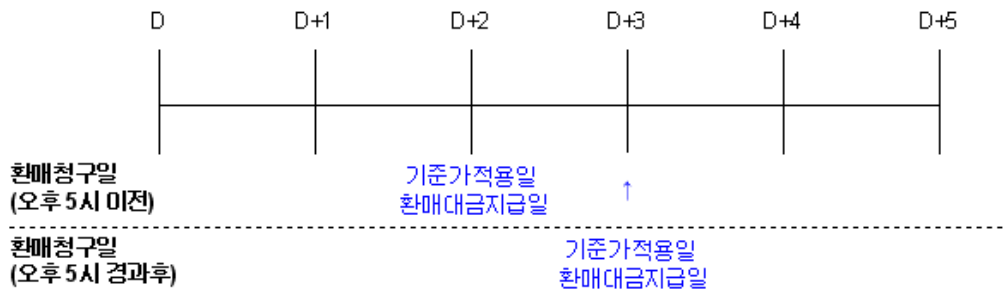 D D+1 D+2 D+3 D+4 D+5
환매청구일
(오후 5시 이전)
기준가적용일
환매대금지급일
↑
환매청구일
(오후 5시 경과후)
기준가적용일
환매대금지급일